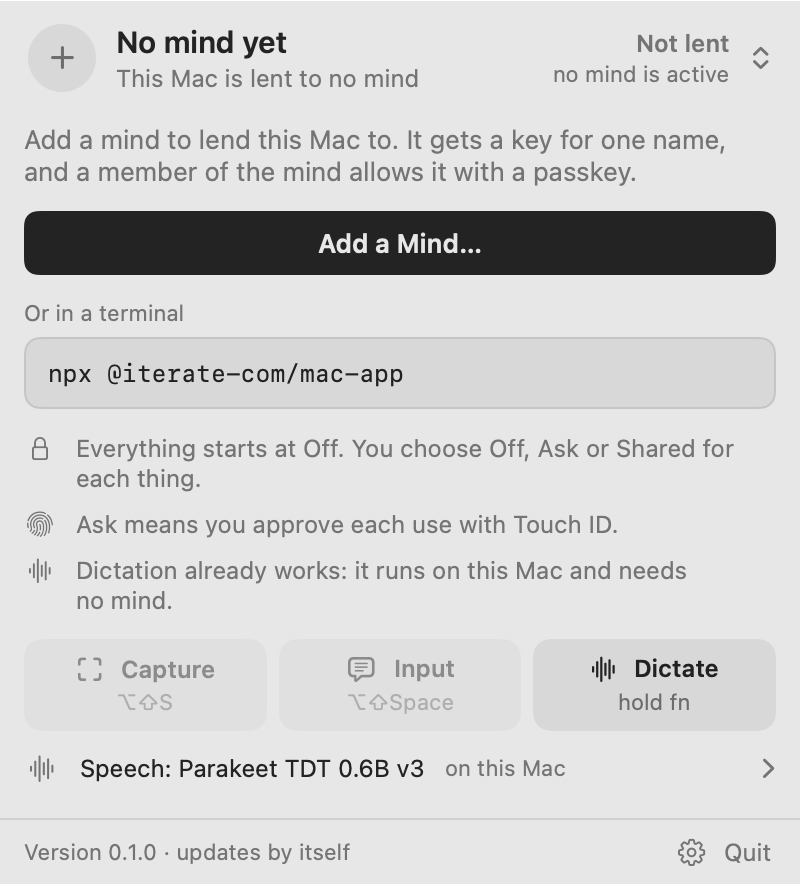 No mind yet
This Mac is lent to no mind
Not lent
no mind is active
Add a mind to lend this Mac to. It gets a key for one name,
and a member of the mind allows it with a passkey.
Add a Mind...
Or in a terminal
npx @iterate-com/mac-app
Everything starts at Off. You choose Off, Ask or Shared for
each thing.
Ask means you approve each use with Touch ID.
Dictation already works: it runs on this Mac and needs
no mind.
Capture
⌥⇧S
Input
⌥⇧Space
Dictate
hold fn
Speech: Parakeet TDT 0.6B v3 on this Mac
Version 0.1.0 · updates by itself
Quit